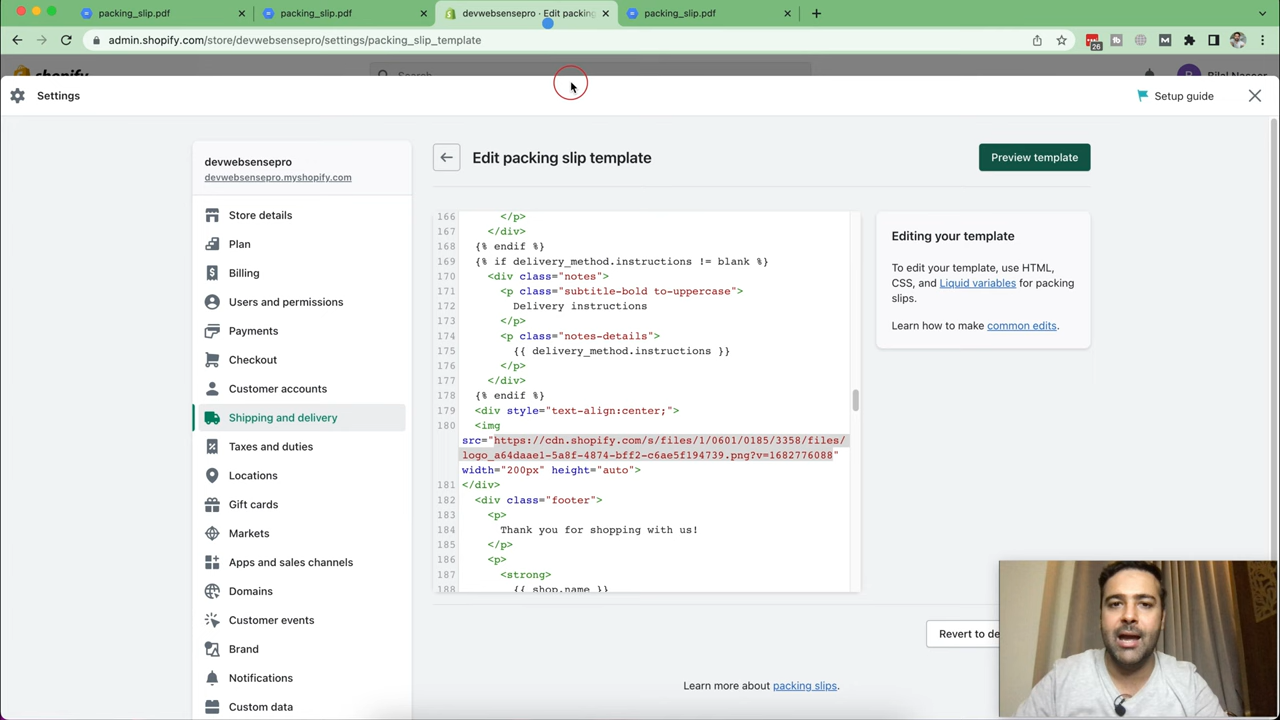 packing_slip.pdf
packing_slip.pdf
devwebsensepro · Edit packing
packing_slip.pdf
admin.shopify.com/store/devwebsensepro/settings/packing_slip_template
26
shopify
Search
Bilal Naseer
Settings
Setup guide
devwebsensepro
devwebsensepro.myshopify.com
Store details
Plan
Billing
Users and permissions
Payments
Checkout
Customer accounts
Shipping and delivery
Taxes and duties
Locations
Gift cards
Markets
Apps and sales channels
Domains
Customer events
Brand
Notifications
Custom data
Edit packing slip template
Preview template
166 </p>
167 </div>
168 {% endif %}
169 {% if delivery_method.instructions != blank %}
170 <div class="notes">
171 <p class="subtitle-bold to-uppercase">
172 Delivery instructions
173 </p>
174 <p class="notes-details">
175 {{ delivery_method.instructions }}
176 </p>
177 </div>
178 {% endif %}
179 <div style="text-align:center;">
180 <img
src="https://cdn.shopify.com/s/files/1/0601/0185/3358/files/
logo_a64daae1-5a8f-4874-bff2-c6ae5f194739.png?v=1682776088"
width="200px" height="auto">
181 </div>
182 <div class="footer">
183 <p>
184 Thank you for shopping with us!
185 </p>
186 <p>
187 <strong>
188 {{ shop.name }}
Editing your template
To edit your template, use HTML,
CSS, and Liquid variables for packing
slips.
Learn how to make common edits.
Revert to de
Learn more about packing slips.